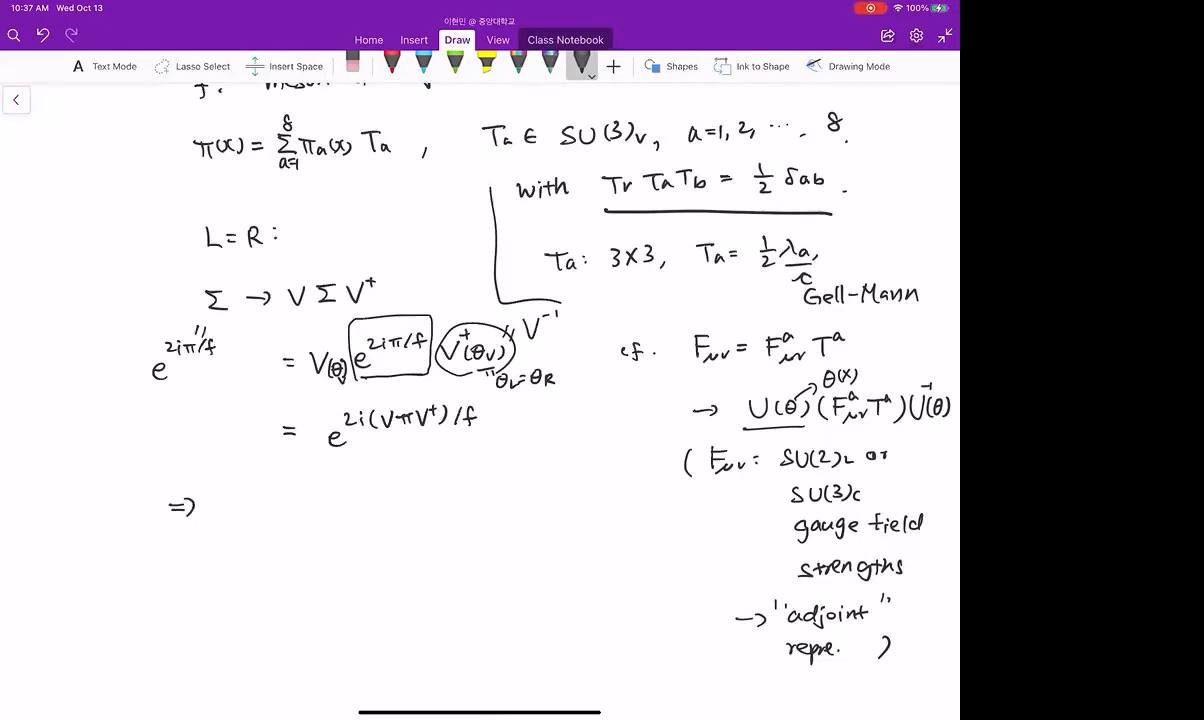 10:37 AM Wed Oct 13
100%
이현민 @ 중앙대학교
Home Insert Draw View Class Notebook
Text Mode Lasso Select Insert Space Shapes Ink to Shape Drawing Mode
π(x) = Σ_{a=1}^{8} π_a(x) T_a , T_a ∈ SU(3)_V, a=1, 2, ⋯ . 8.
with Tr T_a T_b = 1/2 δ_ab .
L = R :
T_a : 3×3, T_a = 1/2 λ_a,
Gell-Mann
Σ → V Σ V^†
e^{2iπ/f} = V(θ) e^{2iπ/f} V^†(θ_V) " V^{-1}
θ_L = θ_R
= e^{2i(VπV^†)/f}
⇒
cf. F_μν = F^a_μν T^a
θ(x)
→ U(θ) (F^a_μν T^a) U^{-1}(θ)
( F_μν : SU(2)_L or
SU(3)_C
gauge field
strengths
→ "adjoint"
repre. )